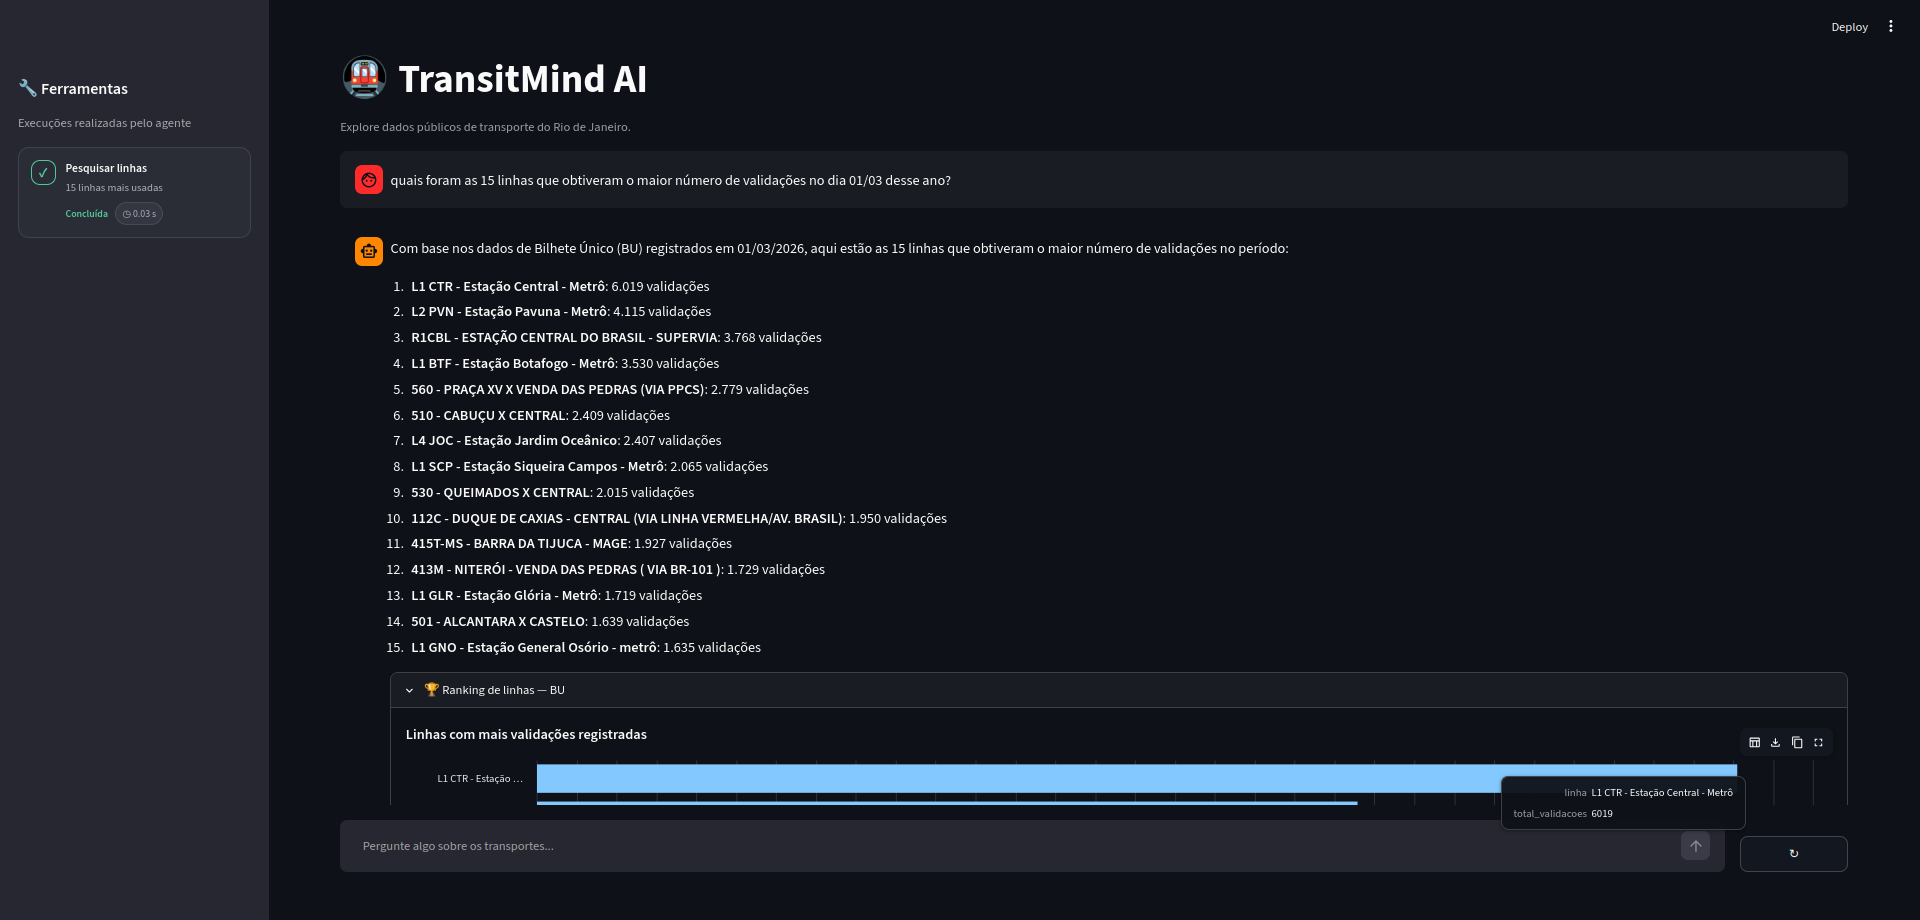 Deploy
🔧 Ferramentas
Execuções realizadas pelo agente
✓ Pesquisar linhas
15 linhas mais usadas
Concluída 0.03 s
TransitMind AI
Explore dados públicos de transporte do Rio de Janeiro.
quais foram as 15 linhas que obtiveram o maior número de validações no dia 01/03 desse ano?
Com base nos dados de Bilhete Único (BU) registrados em 01/03/2026, aqui estão as 15 linhas que obtiveram o maior número de validações no período:
1. L1 CTR - Estação Central - Metrô: 6.019 validações
2. L2 PVN - Estação Pavuna - Metrô: 4.115 validações
3. R1CBL - ESTAÇÃO CENTRAL DO BRASIL - SUPERVIA: 3.768 validações
4. L1 BTF - Estação Botafogo - Metrô: 3.530 validações
5. 560 - PRAÇA XV X VENDA DAS PEDRAS (VIA PPCS): 2.779 validações
6. 510 - CABUÇU X CENTRAL: 2.409 validações
7. L4 JOC - Estação Jardim Oceânico: 2.407 validações
8. L1 SCP - Estação Siqueira Campos - Metrô: 2.065 validações
9. 530 - QUEIMADOS X CENTRAL: 2.015 validações
10. 112C - DUQUE DE CAXIAS - CENTRAL (VIA LINHA VERMELHA/AV. BRASIL): 1.950 validações
11. 415T-MS - BARRA DA TIJUCA - MAGE: 1.927 validações
12. 413M - NITERÓI - VENDA DAS PEDRAS ( VIA BR-101 ): 1.729 validações
13. L1 GLR - Estação Glória - Metrô: 1.719 validações
14. 501 - ALCANTARA X CASTELO: 1.639 validações
15. L1 GNO - Estação General Osório - metrô: 1.635 validações
🏆 Ranking de linhas — BU
Linhas com mais validações registradas
L1 CTR - Estação …
linha L1 CTR - Estação Central - Metrô
total_validacoes 6019
Pergunte algo sobre os transportes...